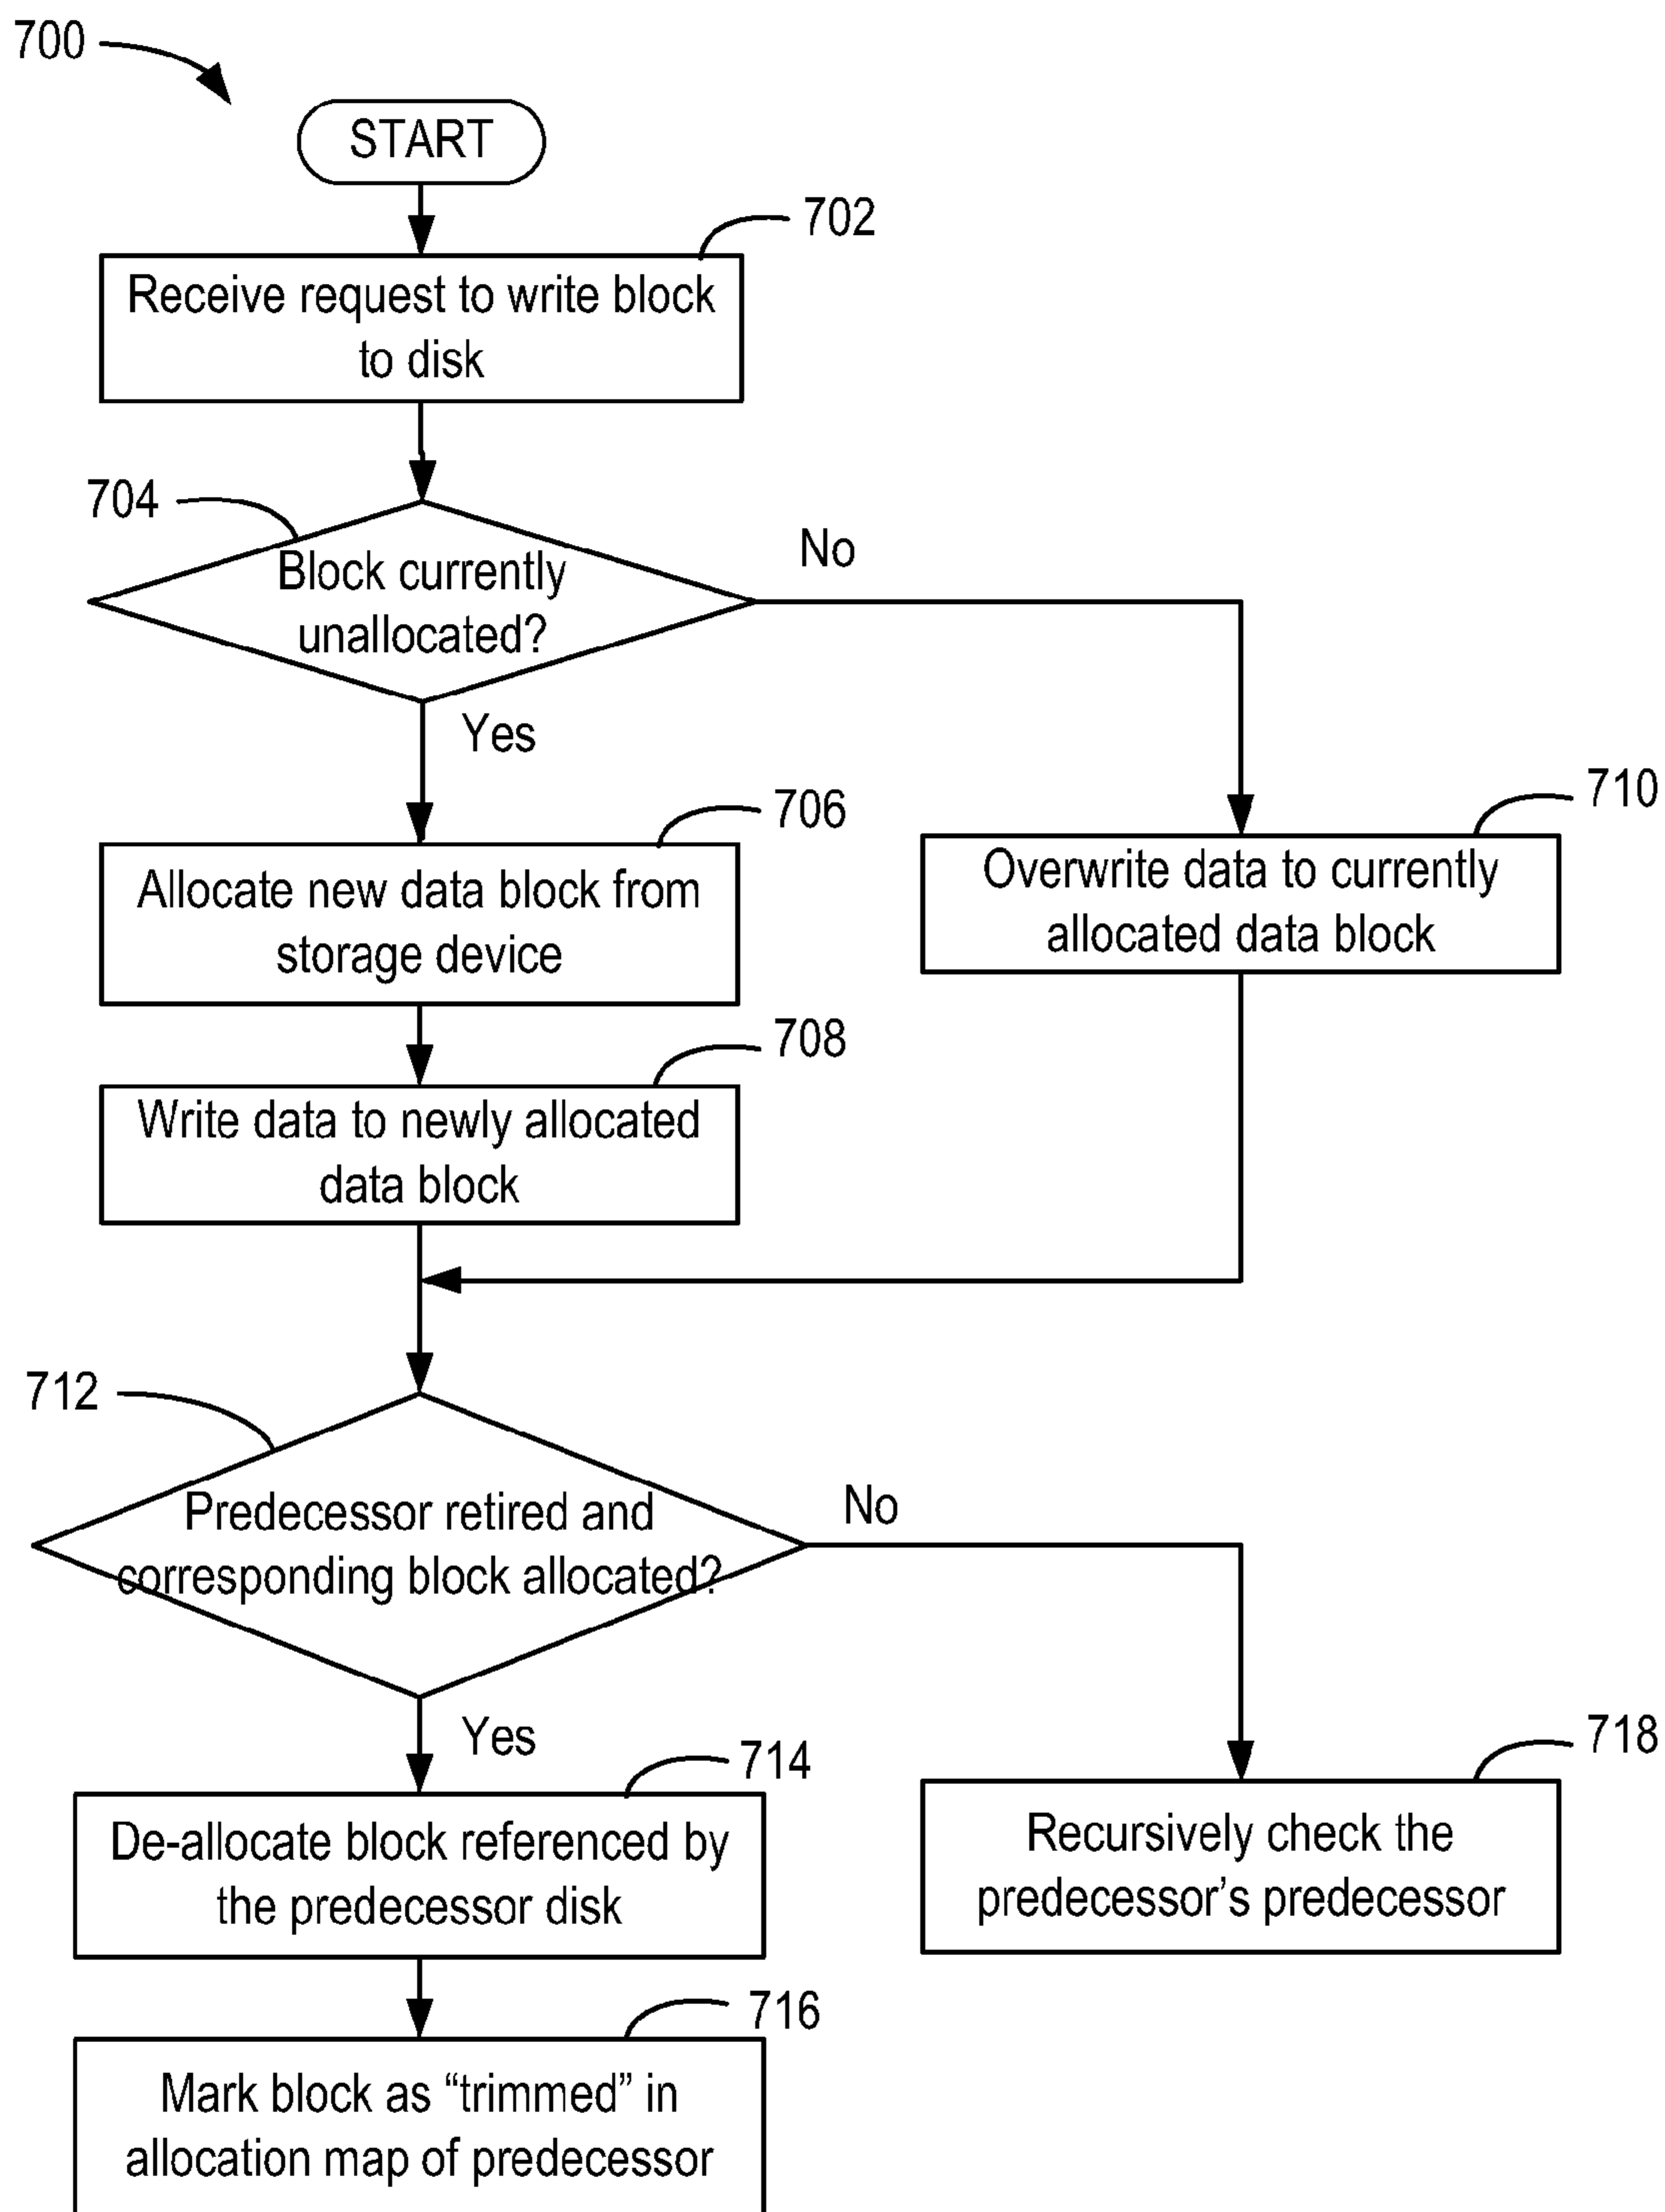 700
START
702
Receive request to write block
to disk
704
Block currently
unallocated?
No
Yes
706
Allocate new data block from
storage device
710
Overwrite data to currently
allocated data block
708
Write data to newly allocated
data block
712
Predecessor retired and
corresponding block allocated?
No
Yes
714
De-allocate block referenced by
the predecessor disk
718
Recursively check the
predecessor’s predecessor
716
Mark block as “trimmed” in
allocation map of predecessor